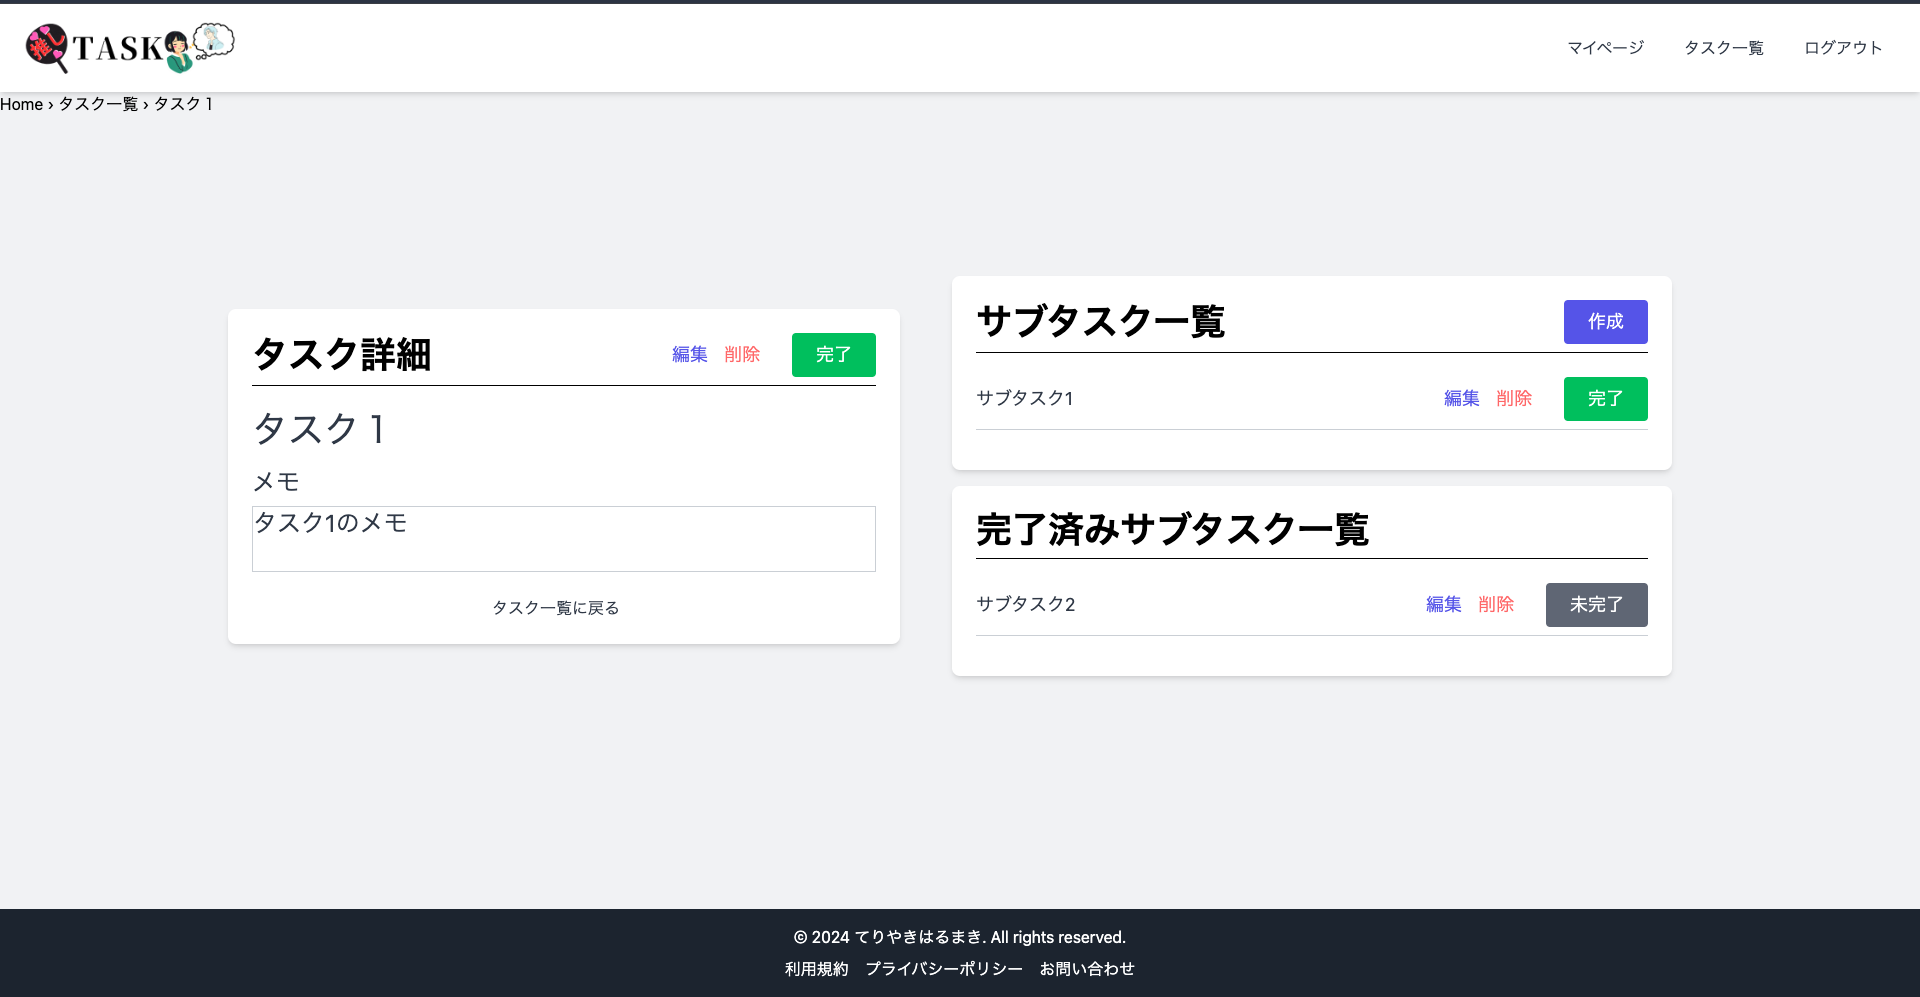 推し TASK
マイページ タスク一覧 ログアウト
Home › タスク一覧 › タスク１
タスク詳細 編集 削除 完了
タスク１
メモ
タスク1のメモ
タスク一覧に戻る
サブタスク一覧 作成
サブタスク1 編集 削除 完了
完了済みサブタスク一覧
サブタスク2 編集 削除 未完了
© 2024 てりやきはるまき. All rights reserved.
利用規約 プライバシーポリシー お問い合わせ